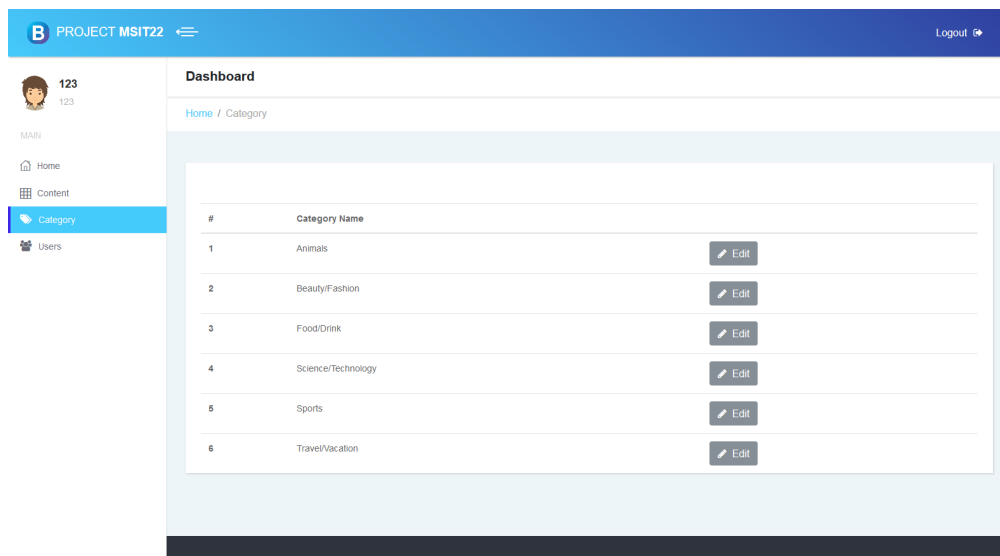 B PROJECT MSIT22
Logout
123
123
MAIN
Home
Content
Category
Users
Dashboard
Home / Category
# Category Name
1 Animals Edit
2 Beauty/Fashion Edit
3 Food/Drink Edit
4 Science/Technology Edit
5 Sports Edit
6 Travel/Vacation Edit